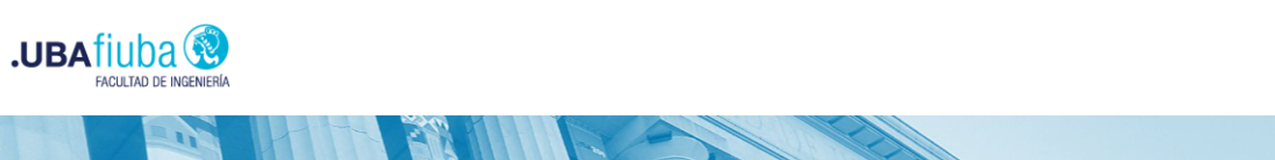 .UBAfiuba
FACULTAD DE INGENIERÍA